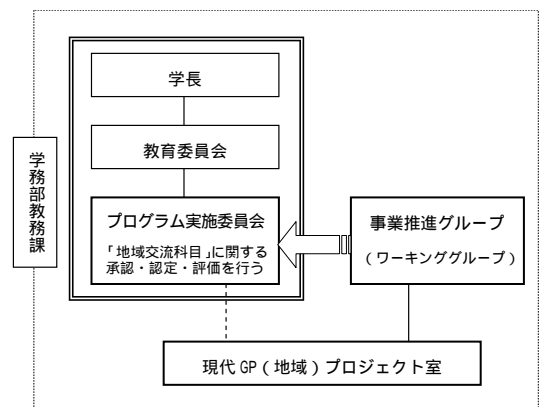 学長
教育委員会
学務部教務課
プログラム実施委員会
「地域交流科目」に関する
承認・認定・評価を行う
事業推進グループ
(ワーキンググループ)
現代 GP(地域)プロジェクト室